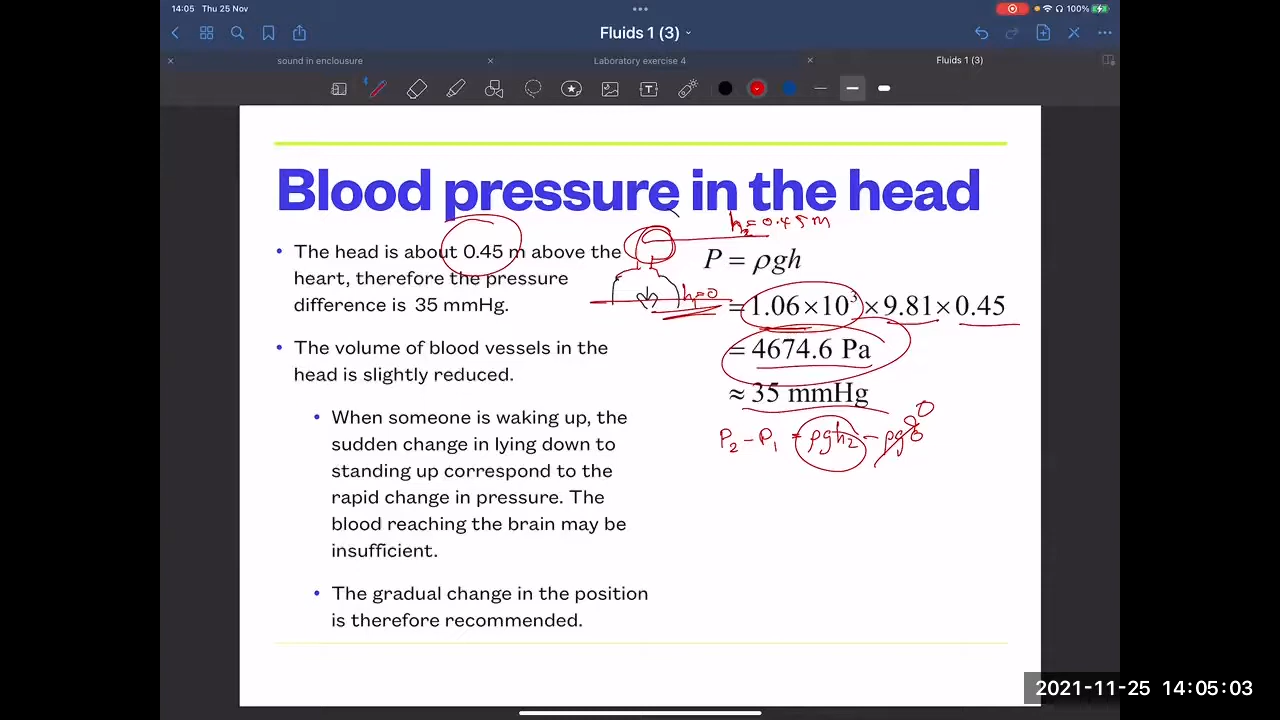 14:05 Thu 25 Nov
100%
Fluids 1 (3)
sound in enclousure
Laboratory exercise 4
Fluids 1 (3)
Blood pressure in the head
• The head is about 0.45 m above the
heart, therefore the pressure
difference is 35 mmHg.
• The volume of blood vessels in the
head is slightly reduced.
• When someone is waking up, the
sudden change in lying down to
standing up correspond to the
rapid change in pressure. The
blood reaching the brain may be
insufficient.
• The gradual change in the position
is therefore recommended.
h₂=0.45 m
h₁=0
P = ρgh
= 1.06×10³×9.81×0.45
= 4674.6 Pa
≈ 35 mmHg
P₂ - P₁ = ρgh₂ - ρg0 0
2021-11-25 14:05:03